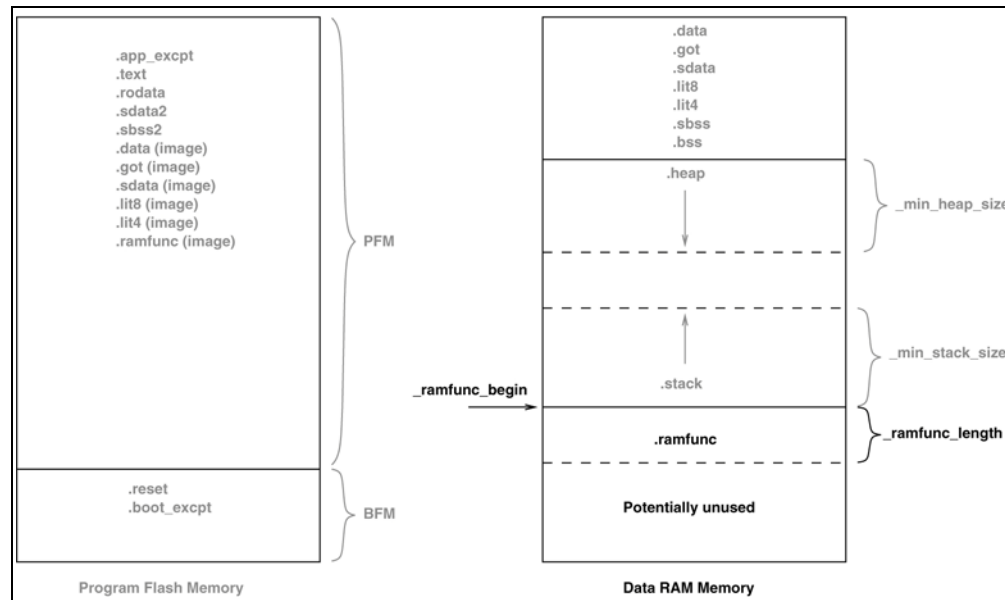 .app_excpt
.text
.rodata
.sdata2
.sbss2
.data (image)
.got (image)
.sdata (image)
.lit8 (image)
.lit4 (image)
.ramfunc (image)
PFM
.reset
.boot_excpt
BFM
Program Flash Memory
.data
.got
.sdata
.lit8
.lit4
.sbss
.bss
.heap
_min_heap_size
.stack
_min_stack_size
_ramfunc_begin
.ramfunc
_ramfunc_length
Potentially unused
Data RAM Memory